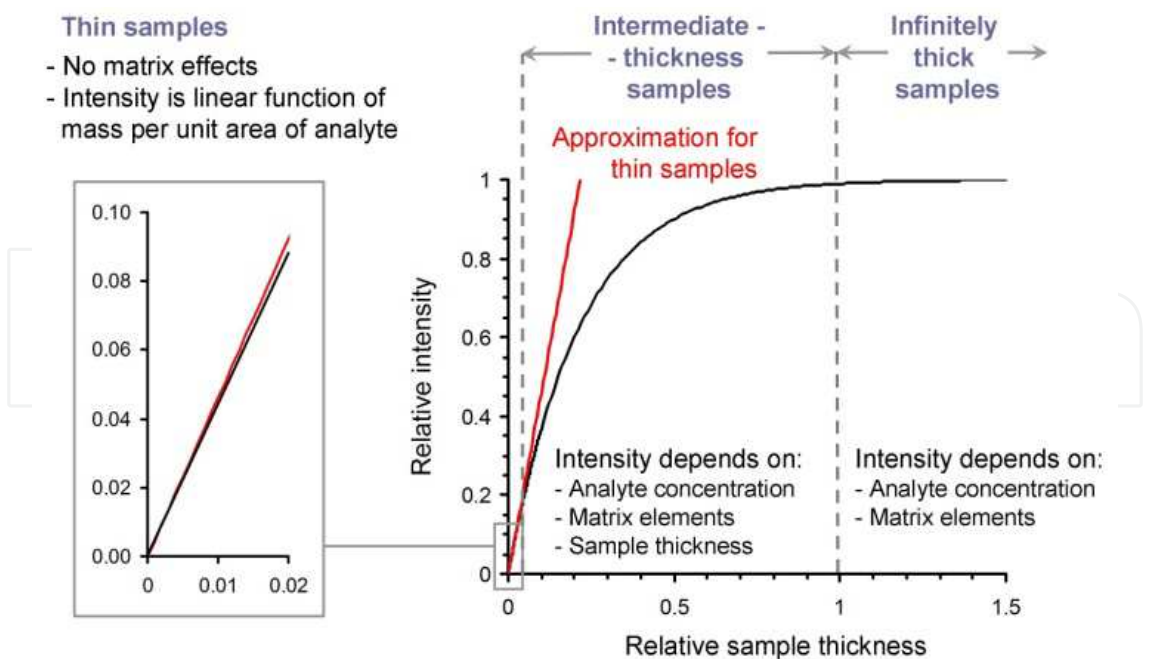 Thin samples
- No matrix effects
- Intensity is linear function of
mass per unit area of analyte
Intermediate -
- thickness
samples
Infinitely
thick
samples
Approximation for
thin samples
0.10
0.08
0.06
0.04
0.02
0.00
0
0.01
0.02
Relative intensity
1
0.8
0.6
0.4
0.2
0
Intensity depends on:
- Analyte concentration
- Matrix elements
- Sample thickness
Intensity depends on:
- Analyte concentration
- Matrix elements
0
0.5
1
1.5
Relative sample thickness